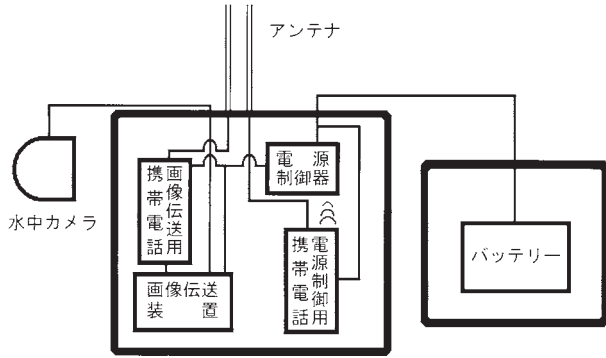 アンテナ
水中カメラ
画像伝送用
携帯電話
電源
制御器
電源制御用
携帯電話
画像伝送
装置
バッテリー